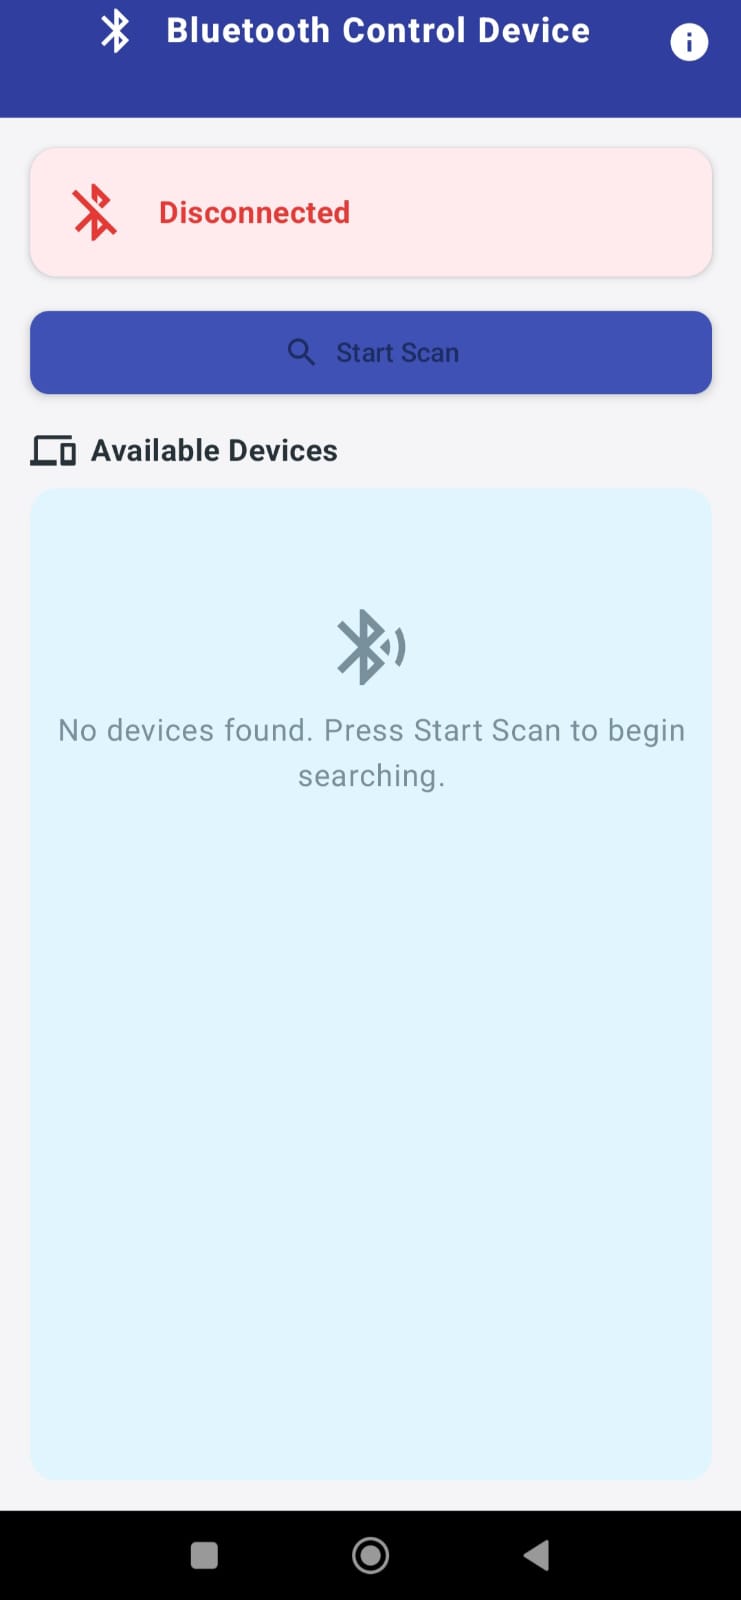 Bluetooth Control Device
Disconnected
Start Scan
Available Devices
No devices found. Press Start Scan to begin
searching.